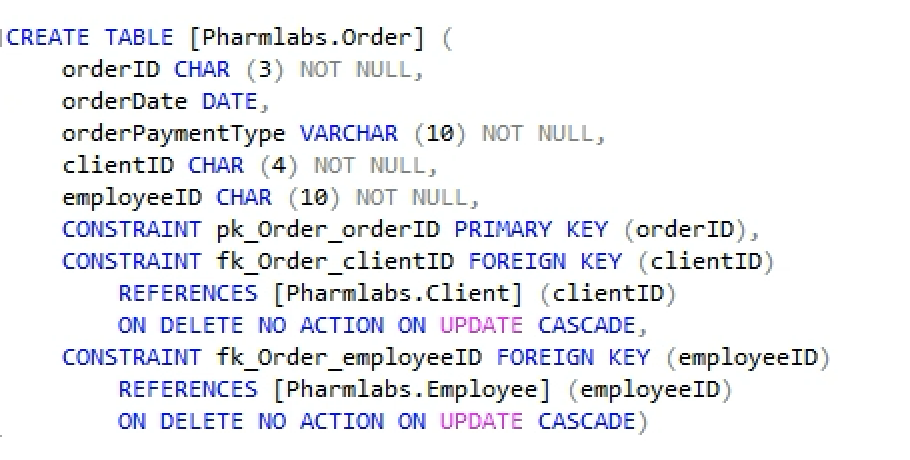 CREATE TABLE [Pharmlabs.Order] (
    orderID CHAR (3) NOT NULL,
    orderDate DATE,
    orderPaymentType VARCHAR (10) NOT NULL,
    clientID CHAR (4) NOT NULL,
    employeeID CHAR (10) NOT NULL,
    CONSTRAINT pk_Order_orderID PRIMARY KEY (orderID),
    CONSTRAINT fk_Order_clientID FOREIGN KEY (clientID)
        REFERENCES [Pharmlabs.Client] (clientID)
        ON DELETE NO ACTION ON UPDATE CASCADE,
    CONSTRAINT fk_Order_employeeID FOREIGN KEY (employeeID)
        REFERENCES [Pharmlabs.Employee] (employeeID)
        ON DELETE NO ACTION ON UPDATE CASCADE)